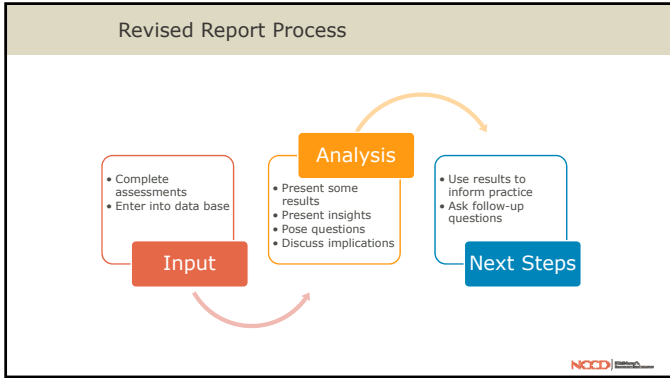 Revised Report Process
• Complete
assessments
• Enter into data base
Input
Analysis
• Present some
results
• Present insights
• Pose questions
• Discuss implications
• Use results to
inform practice
• Ask follow-up
questions
Next Steps
NCCD